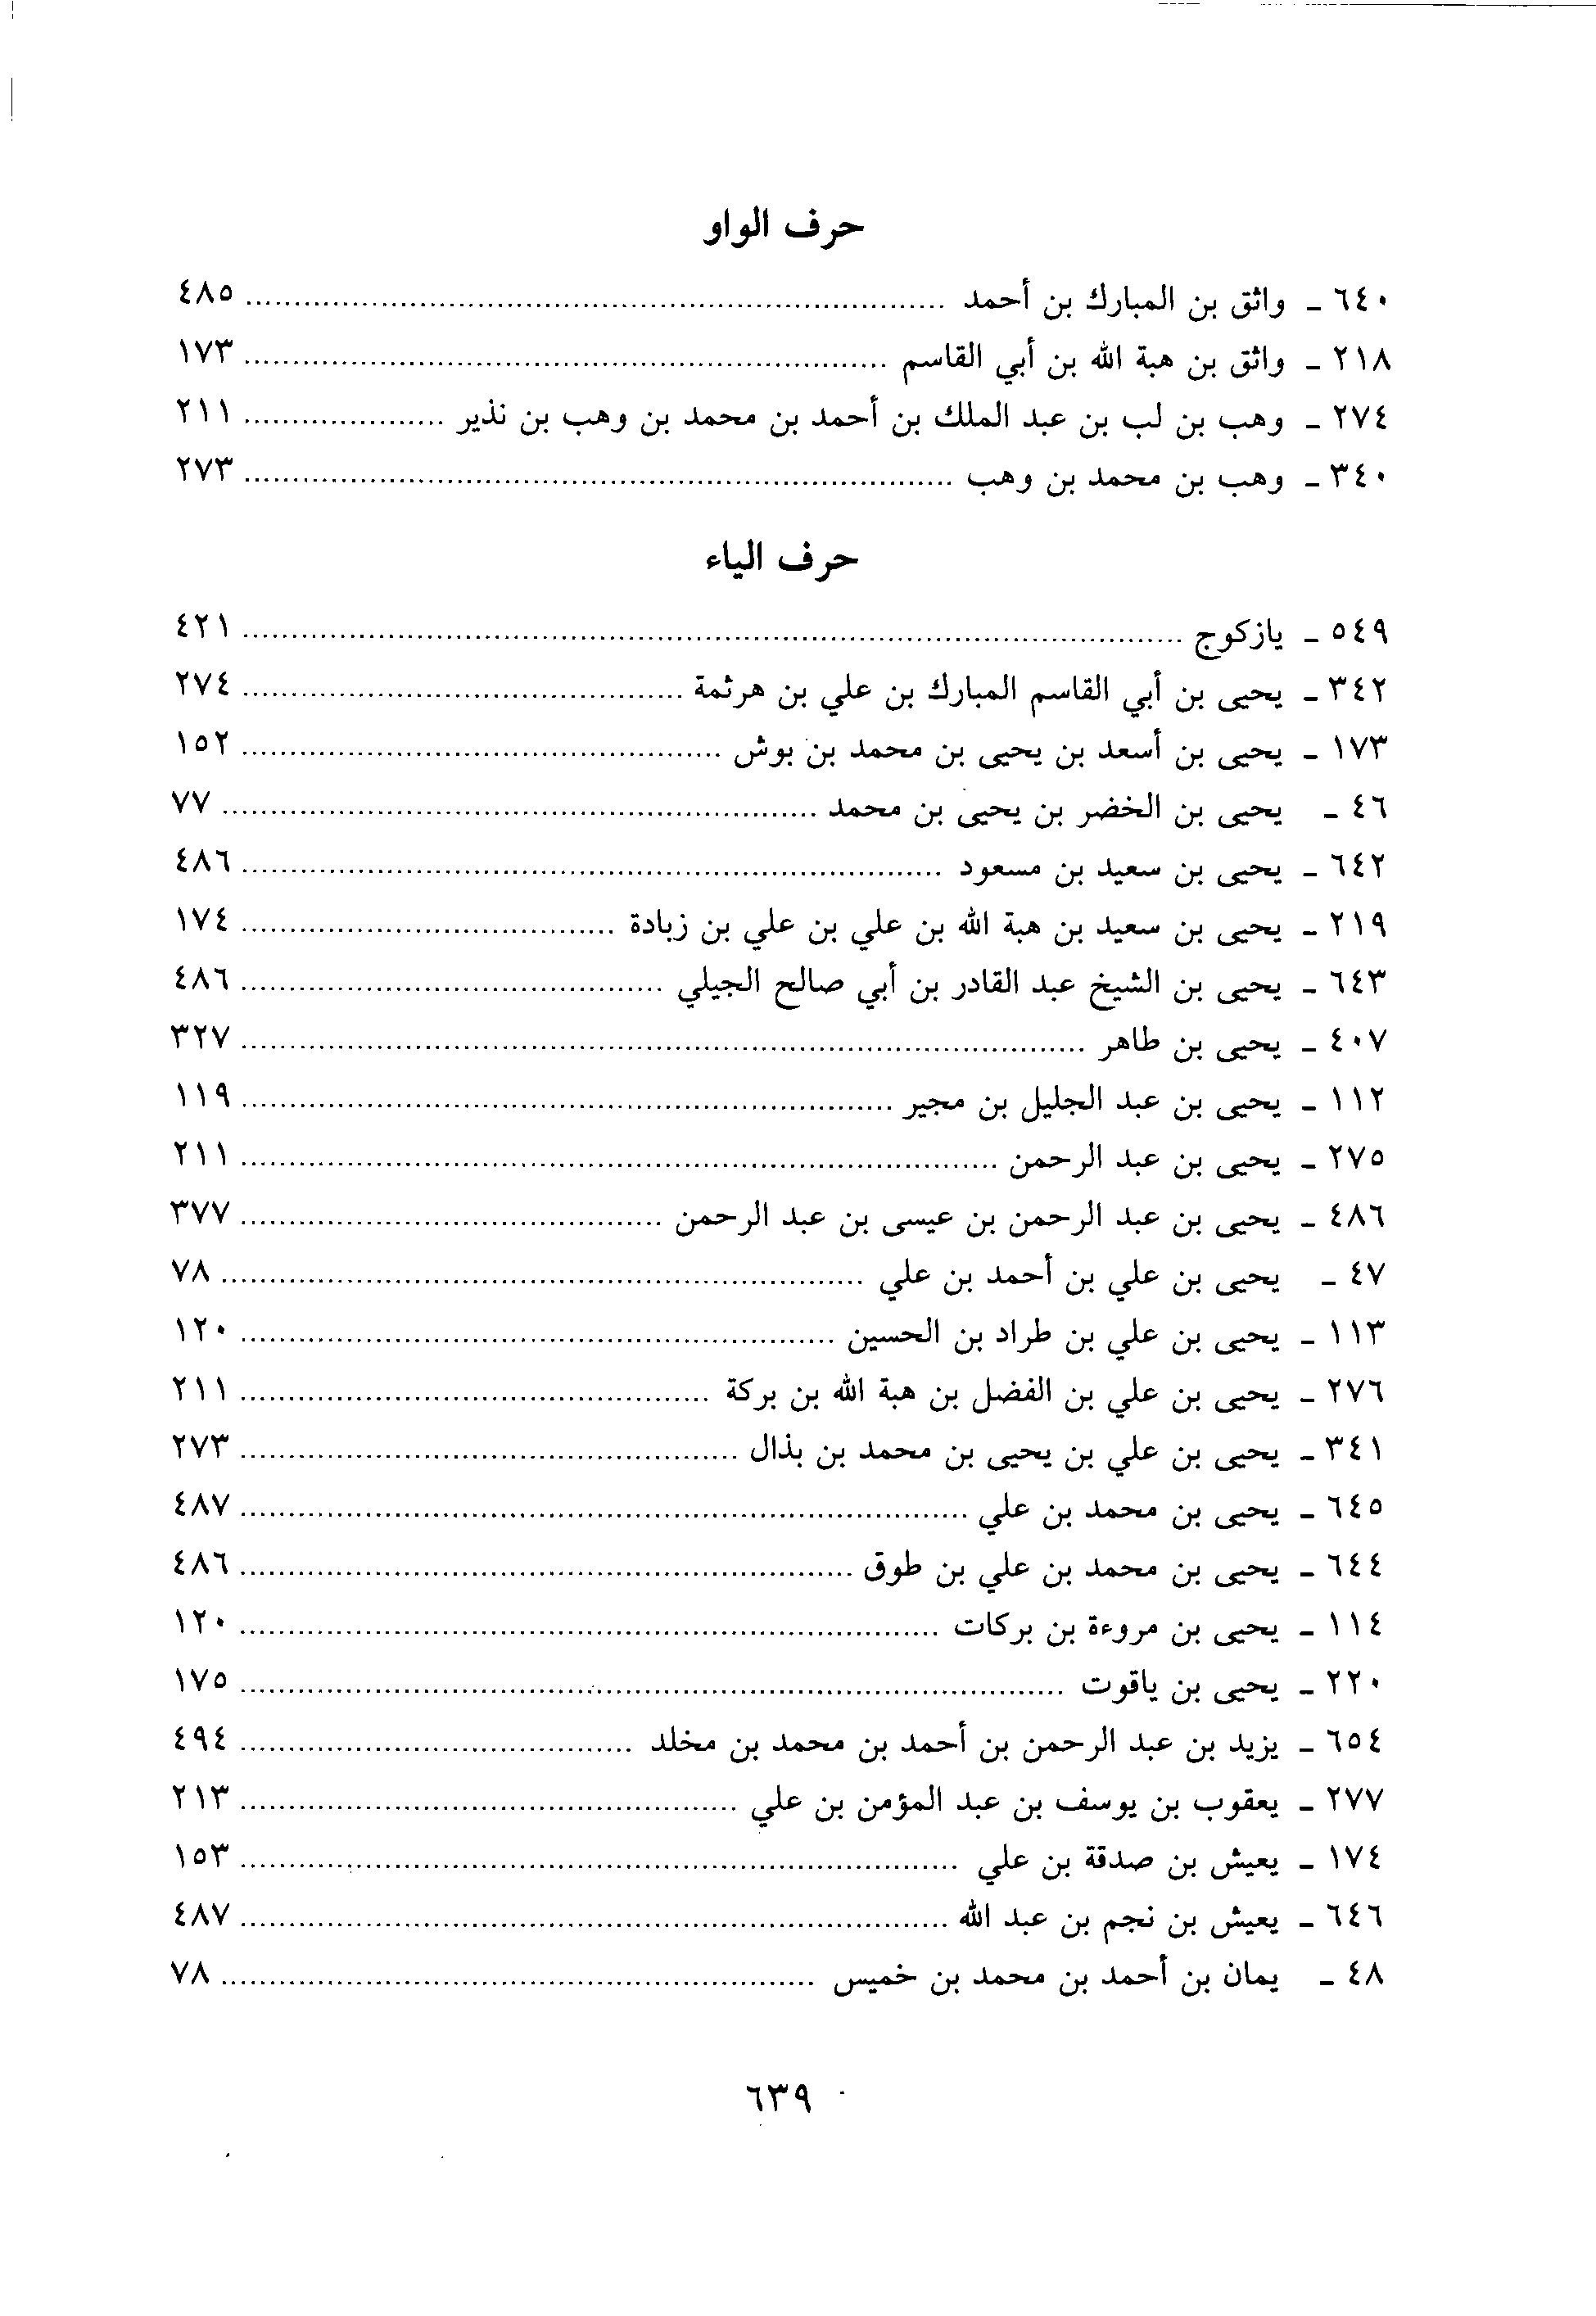 حرف الواو
٦٤٠ - واثق بن المبارك بن أحمد ........ ٤٨٥
٢١٨ - واثق بن هبة الله بن أبي القاسم ........ ١٧٣
٢٧٤ - وهب بن لب بن عبد الملك بن أحمد بن محمد بن وهب بن نذير ........ ٢١١
٣٤٠ - وهب بن محمد بن وهب ........ ٢٧٣
حرف الياء
٥٤٩ - يازكوج ........ ٤٢١
٣٤٢ - يحيى بن أبي القاسم المبارك بن علي بن هرثمة ........ ٢٧٤
١٧٣ - يحيى بن أسعد بن يحيى بن محمد بن بوش ........ ١٥٢
٤٦ - يحيى بن الخضر بن يحيى بن محمد ........ ٧٧
٦٤٢ - يحيى بن سعيد بن مسعود ........ ٤٨٦
٢١٩ - يحيى بن سعيد بن هبة الله بن علي بن علي بن زبادة ........ ١٧٤
٦٤٣ - يحيى بن الشيخ عبد القادر بن أبي صالح الجيلي ........ ٤٨٦
٤٠٧ - يحيى بن طاهر ........ ٣٢٧
١١٢ - يحيى بن عبد الجليل بن مجير ........ ١١٩
٢٧٥ - يحيى بن عبد الرحمن ........ ٢١١
٤٨٦ - يحيى بن عبد الرحمن بن عيسى بن عبد الرحمن ........ ٣٧٧
٤٧ - يحيى بن علي بن أحمد بن علي ........ ٧٨
١١٣ - يحيى بن علي بن طراد بن الحسين ........ ١٢٠
٢٧٦ - يحيى بن علي بن الفضل بن هبة الله بن بركة ........ ٢١١
٣٤١ - يحيى بن علي بن يحيى بن محمد بن بذال ........ ٢٧٣
٦٤٥ - يحيى بن محمد بن علي ........ ٤٨٧
٦٤٤ - يحيى بن محمد بن علي بن طوق ........ ٤٨٦
١١٤ - يحيى بن مروءة بن بركات ........ ١٢٠
٢٢٠ - يحيى بن ياقوت ........ ١٧٥
٦٥٤ - يزيد بن عبد الرحمن بن أحمد بن محمد بن مخلد ........ ٤٩٤
٢٧٧ - يعقوب بن يوسف بن عبد المؤمن بن علي ........ ٢١٣
١٧٤ - يعيش بن صدقة بن علي ........ ١٥٣
٦٤٦ - يعيش بن نجم بن عبد الله ........ ٤٨٧
٤٨ - يمان بن أحمد بن محمد بن خميس ........ ٧٨
٦٣٩